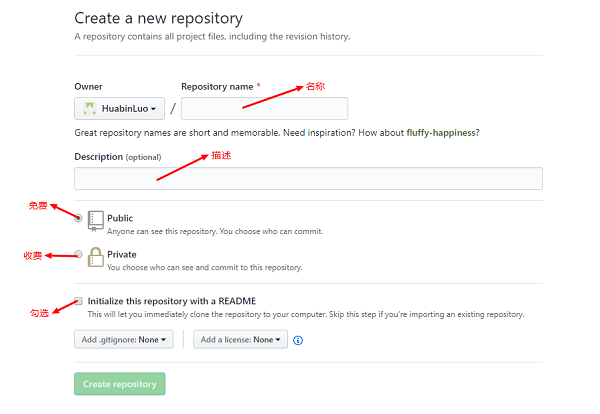 Create a new repository
A repository contains all project files, including the revision history.
Owner
Repository name *
名称
HuabinLuo
/
Great repository names are short and memorable. Need inspiration? How about fluffy-happiness?
Description (optional)
描述
免费
Public
Anyone can see this repository. You choose who can commit.
收费
Private
You choose who can see and commit to this repository.
Initialize this repository with a README
勾选
This will let you immediately clone the repository to your computer. Skip this step if you're importing an existing repository.
Add .gitignore: None
Add a license: None
Create repository